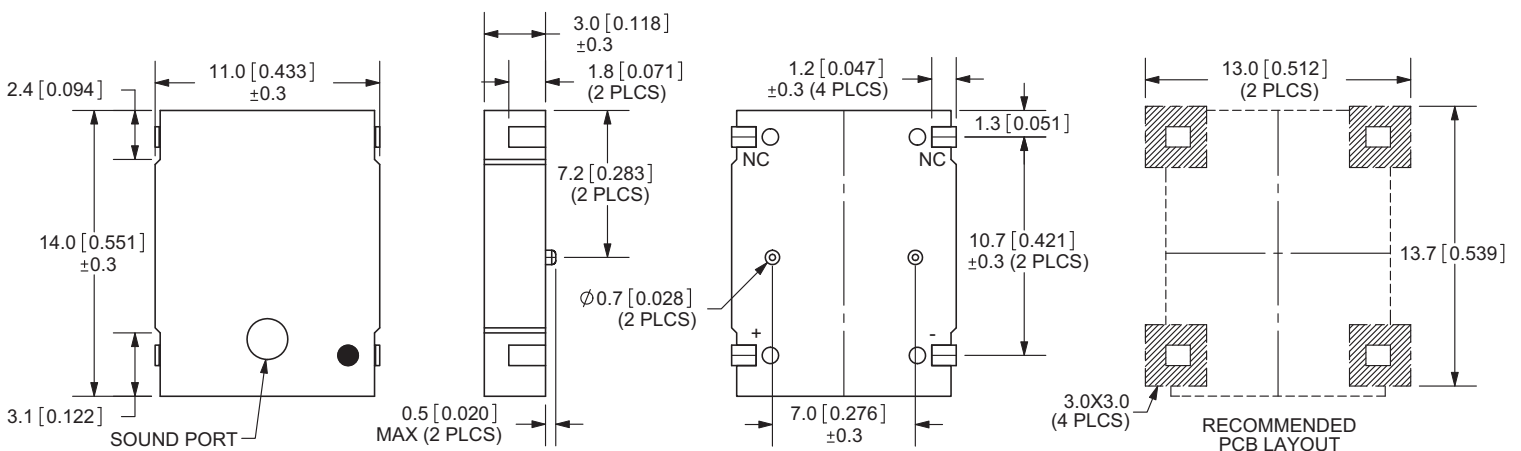 2.4 [0.094]
11.0 [0.433]
±0.3
14.0 [0.551]
±0.3
3.1 [0.122]
SOUND PORT
3.0 [0.118]
±0.3
1.8 [0.071]
(2 PLCS)
7.2 [0.283]
(2 PLCS)
0.5 [0.020]
MAX (2 PLCS)
1.2 [0.047]
±0.3 (4 PLCS)
1.3 [0.051]
NC
NC
10.7 [0.421]
±0.3 (2 PLCS)
Ø0.7 [0.028]
(2 PLCS)
+
-
7.0 [0.276]
±0.3
13.0 [0.512]
(2 PLCS)
13.7 [0.539]
3.0X3.0
(4 PLCS)
RECOMMENDED
PCB LAYOUT